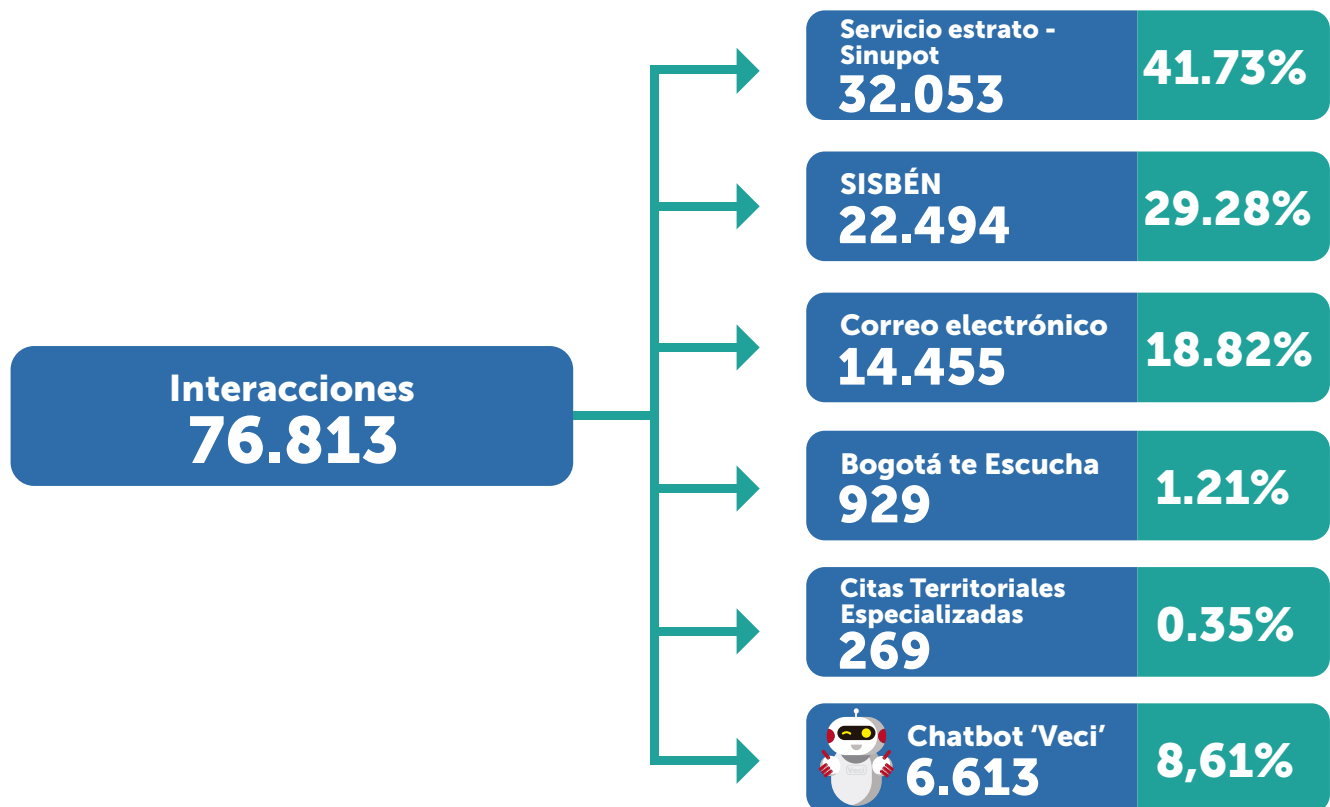 Interacciones
76.813
Servicio estrato -
Sinupot
32.053
41.73%
SISBÉN
22.494
29.28%
Correo electrónico
14.455
18.82%
Bogotá te Escucha
929
1.21%
Citas Territoriales
Especializadas
269
0.35%
Chatbot ‘Veci’
6.613
8,61%